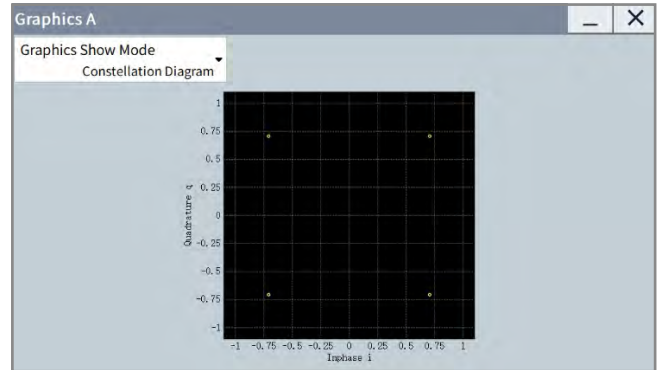 Graphics A
Graphics Show Mode
Constellation Diagram
1
0.75
0.5
0.25
0
-0.25
-0.5
-0.75
-1
Quadrature q
-1 -0.75 -0.5 -0.25 0 0.25 0.5 0.75 1
Inphase i